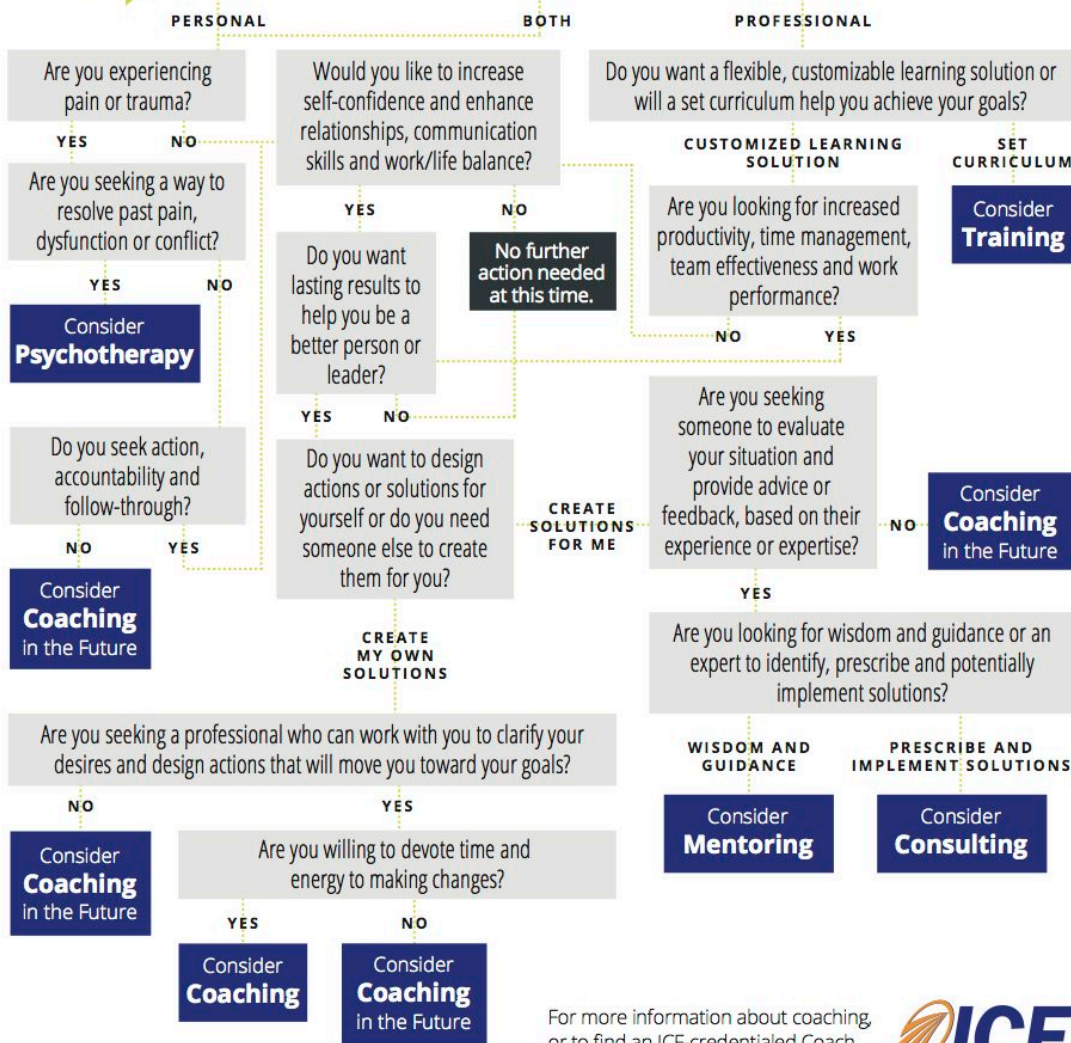 PERSONAL
BOTH
PROFESSIONAL
Are you experiencing
pain or trauma?
YES
NO
Would you like to increase
self-confidence and enhance
relationships, communication
skills and work/life balance?
YES
NO
Do you want a flexible, customizable learning solution or
will a set curriculum help you achieve your goals?
CUSTOMIZED LEARNING
SOLUTION
SET
CURRICULUM
Are you seeking a way to
resolve past pain,
dysfunction or conflict?
YES
NO
Consider
Psychotherapy
Do you want
lasting results to
help you be a
better person or
leader?
YES
NO
No further
action needed
at this time.
Are you looking for increased
productivity, time management,
team effectiveness and work
performance?
NO
YES
Consider
Training
Do you seek action,
accountability and
follow-through?
NO
YES
Consider
Coaching
in the Future
Do you want to design
actions or solutions for
yourself or do you need
someone else to create
them for you?
CREATE
SOLUTIONS
FOR ME
CREATE
MY OWN
SOLUTIONS
Are you seeking
someone to evaluate
your situation and
provide advice or
feedback, based on their
experience or expertise?
NO
Consider
Coaching
in the Future
YES
Are you looking for wisdom and guidance or an
expert to identify, prescribe and potentially
implement solutions?
WISDOM AND
GUIDANCE
PRESCRIBE AND
IMPLEMENT SOLUTIONS
Consider
Mentoring
Consider
Consulting
Are you seeking a professional who can work with you to clarify your
desires and design actions that will move you toward your goals?
NO
YES
Consider
Coaching
in the Future
Are you willing to devote time and
energy to making changes?
YES
NO
Consider
Coaching
Consider
Coaching
in the Future
For more information about coaching,
or to find an ICF-credentialed Coach
ICF